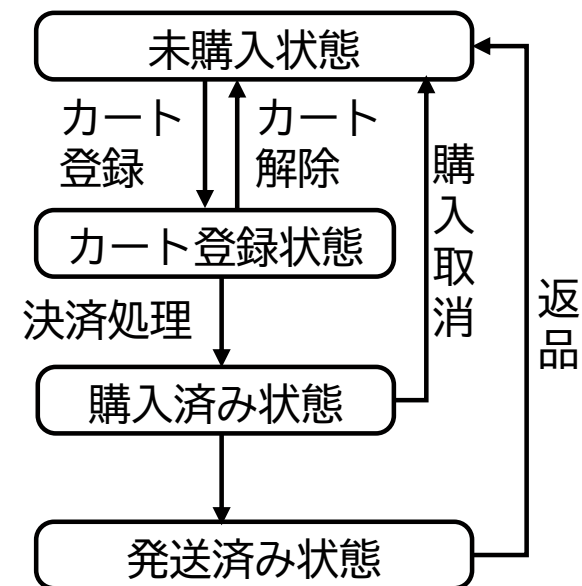 未購入状態
カート
登録
カート
解除
購入取消
カート登録状態
返品
決済処理
購入済み状態
発送済み状態